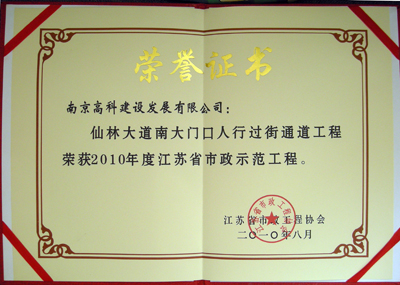 荣誉证书
南京高科建设发展有限公司：
仙林大道南大门口人行过街通道工程
荣获2010年度江苏省市政示范工程。
江苏省市政工程协会
二〇一〇年八月